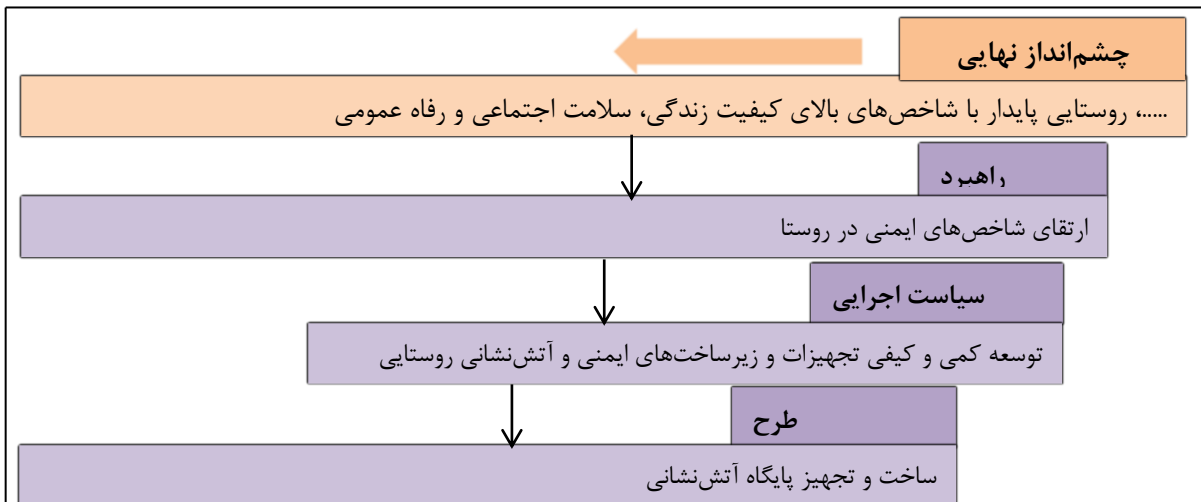 چشم‌انداز نهایی
.....، روستایی پایدار با شاخص‌های بالای کیفیت زندگی، سلامت اجتماعی و رفاه عمومی
راهبرد
ارتقای شاخص‌های ایمنی در روستا
سیاست اجرایی
توسعه کمی و کیفی تجهیزات و زیرساخت‌های ایمنی و آتش‌نشانی روستایی
طرح
ساخت و تجهیز پایگاه آتش‌نشانی